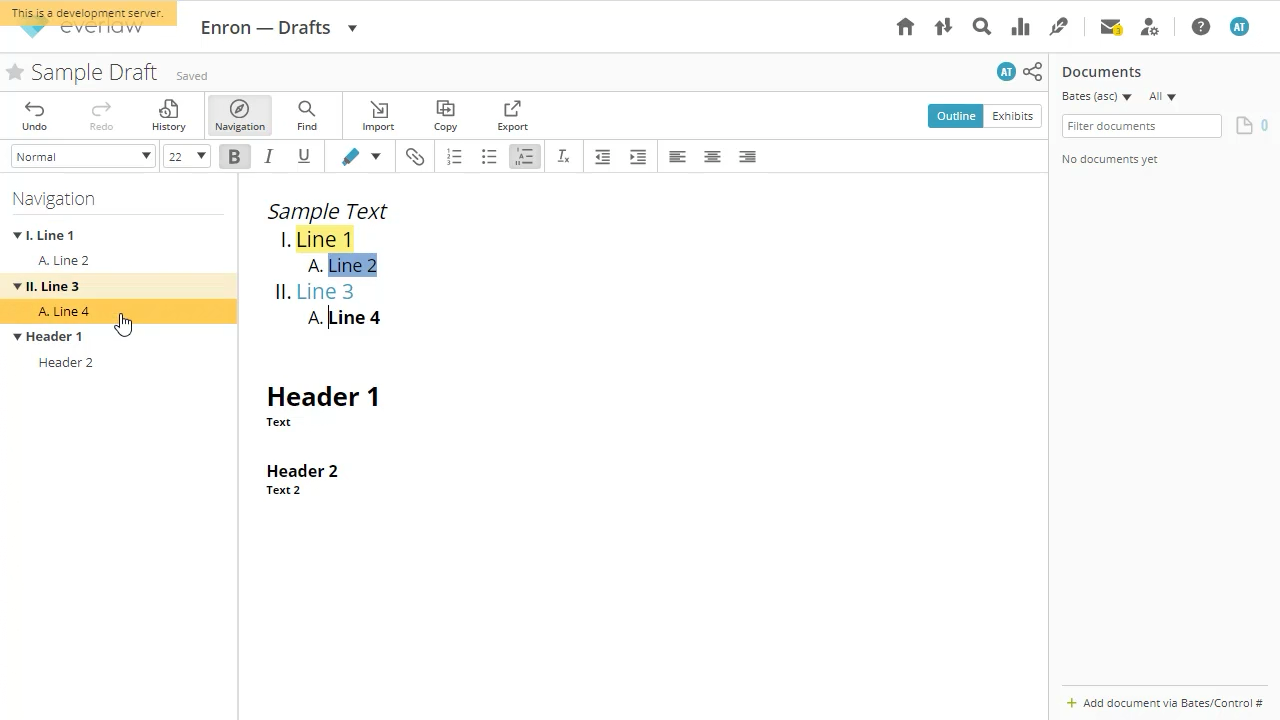 This is a development server.
everlaw
Enron — Drafts
3
AT
Sample Draft
Saved
AT
Undo
Redo
History
Navigation
Find
Import
Copy
Export
Outline
Exhibits
Normal
22
B
I
U
Navigation
I. Line 1
A. Line 2
II. Line 3
A. Line 4
Header 1
Header 2
Sample Text
I. Line 1
A. Line 2
II. Line 3
A. Line 4
Header 1
Text
Header 2
Text 2
Documents
Bates (asc)
All
Filter documents
0
No documents yet
+ Add document via Bates/Control #